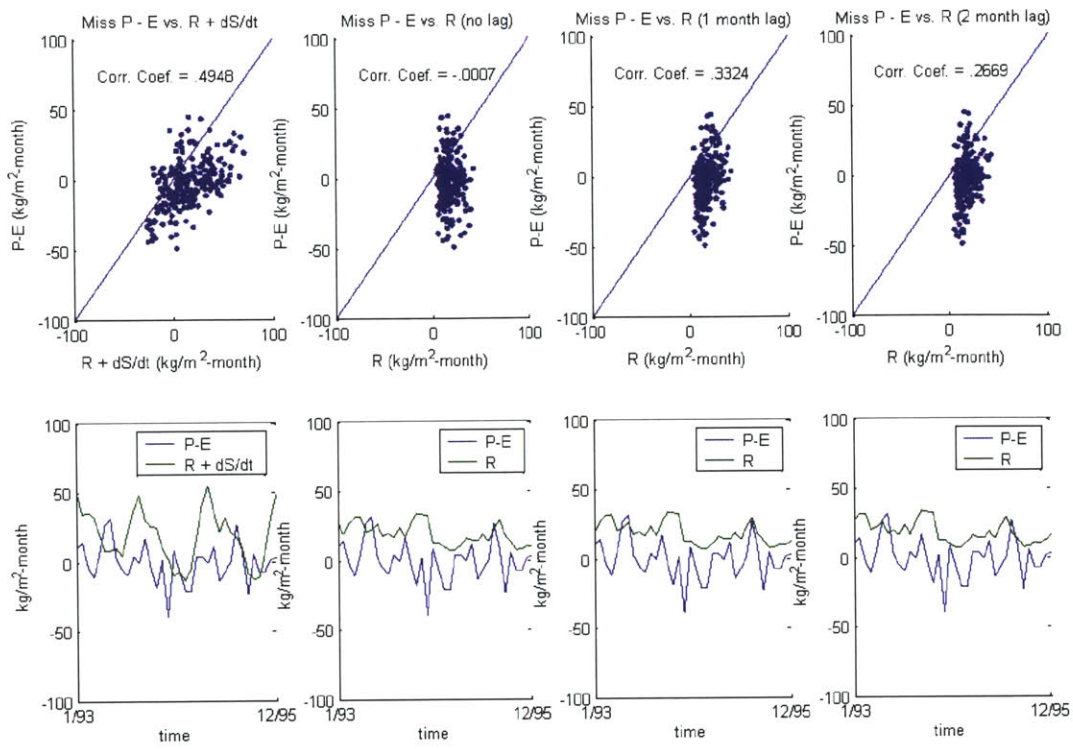 Miss P - E vs. R + dS/dt
Miss P - E vs. R (no lag)
Miss P - E vs. R (1 month lag)
Miss P - E vs. R (2 month lag)
100
50
0
-50
-100
Corr. Coef. = .4948
P-E (kg/m²-month)
-100
0
100
R + dS/dt (kg/m²-month)
100
50
0
-50
-100
Corr. Coef. = -.0007
P-E (kg/m²-month)
-100
0
100
R (kg/m²-month)
100
50
0
-50
-100
Corr. Coef. = .3324
P-E (kg/m²-month)
-100
0
100
R (kg/m²-month)
100
50
0
-50
-100
Corr. Coef. = .2669
P-E (kg/m²-month)
-100
0
100
R (kg/m²-month)
100
50
0
-50
-100
kg/m²-month
P-E
R + dS/dt
1/93
12/95
time
100
50
0
-50
-100
kg/m²-month
P-E
R
1/93
12/95
time
100
50
0
-50
-100
kg/m²-month
P-E
R
1/93
12/95
time
100
50
0
-50
-100
kg/m²-month
P-E
R
1/93
12/95
time